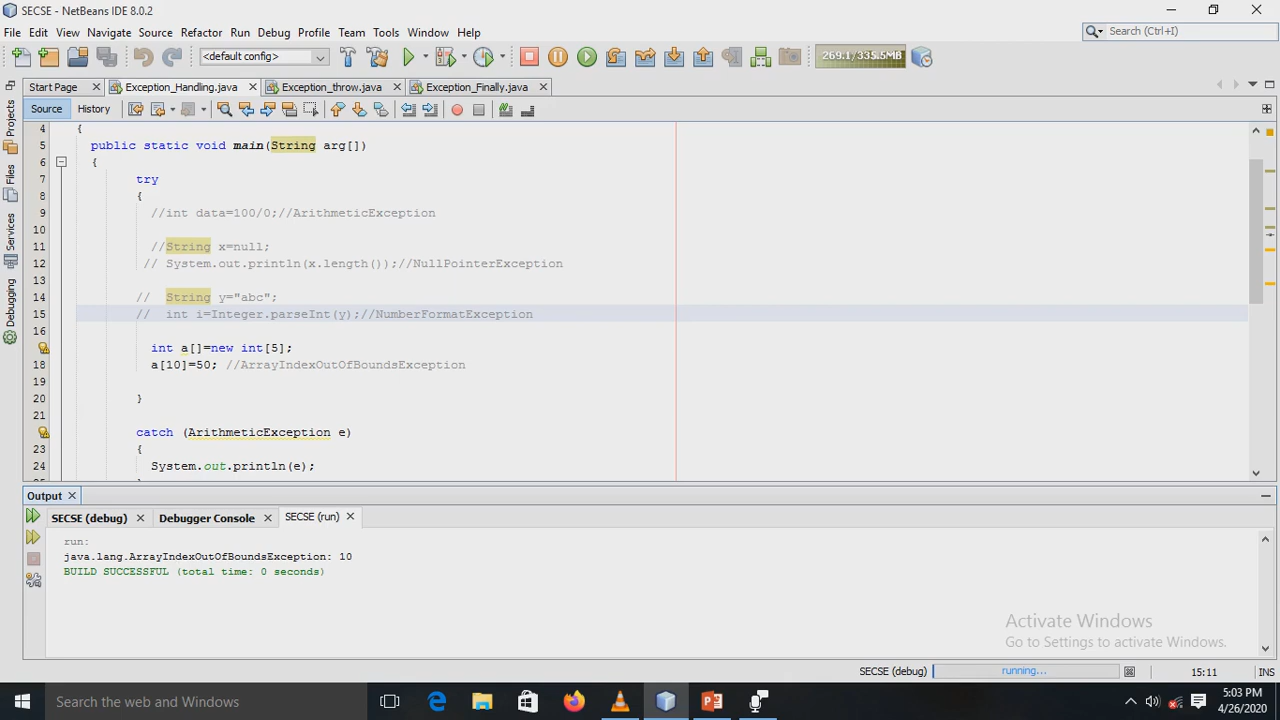 SECSE - NetBeans IDE 8.0.2
File Edit View Navigate Source Refactor Run Debug Profile Team Tools Window Help
Search (Ctrl+I)
<default config>
269.1/335.5MB
Start Page
Exception_Handling.java
Exception_throw.java
Exception_Finally.java
Source
History
Projects
Files
Services
Debugging
4 {
5 public static void main(String arg[])
6 {
7 try
8 {
9 //int data=100/0;//ArithmeticException
10
11 //String x=null;
12 // System.out.println(x.length());//NullPointerException
13
14 // String y="abc";
15 // int i=Integer.parseInt(y);//NumberFormatException
16
int a[]=new int[5];
18 a[10]=50; //ArrayIndexOutOfBoundsException
19
20 }
21
catch (ArithmeticException e)
23 {
24 System.out.println(e);
Output
SECSE (debug)
Debugger Console
SECSE (run)
run:
java.lang.ArrayIndexOutOfBoundsException: 10
BUILD SUCCESSFUL (total time: 0 seconds)
Activate Windows
Go to Settings to activate Windows.
SECSE (debug)
running...
15:11
INS
Search the web and Windows
5:03 PM
4/26/2020